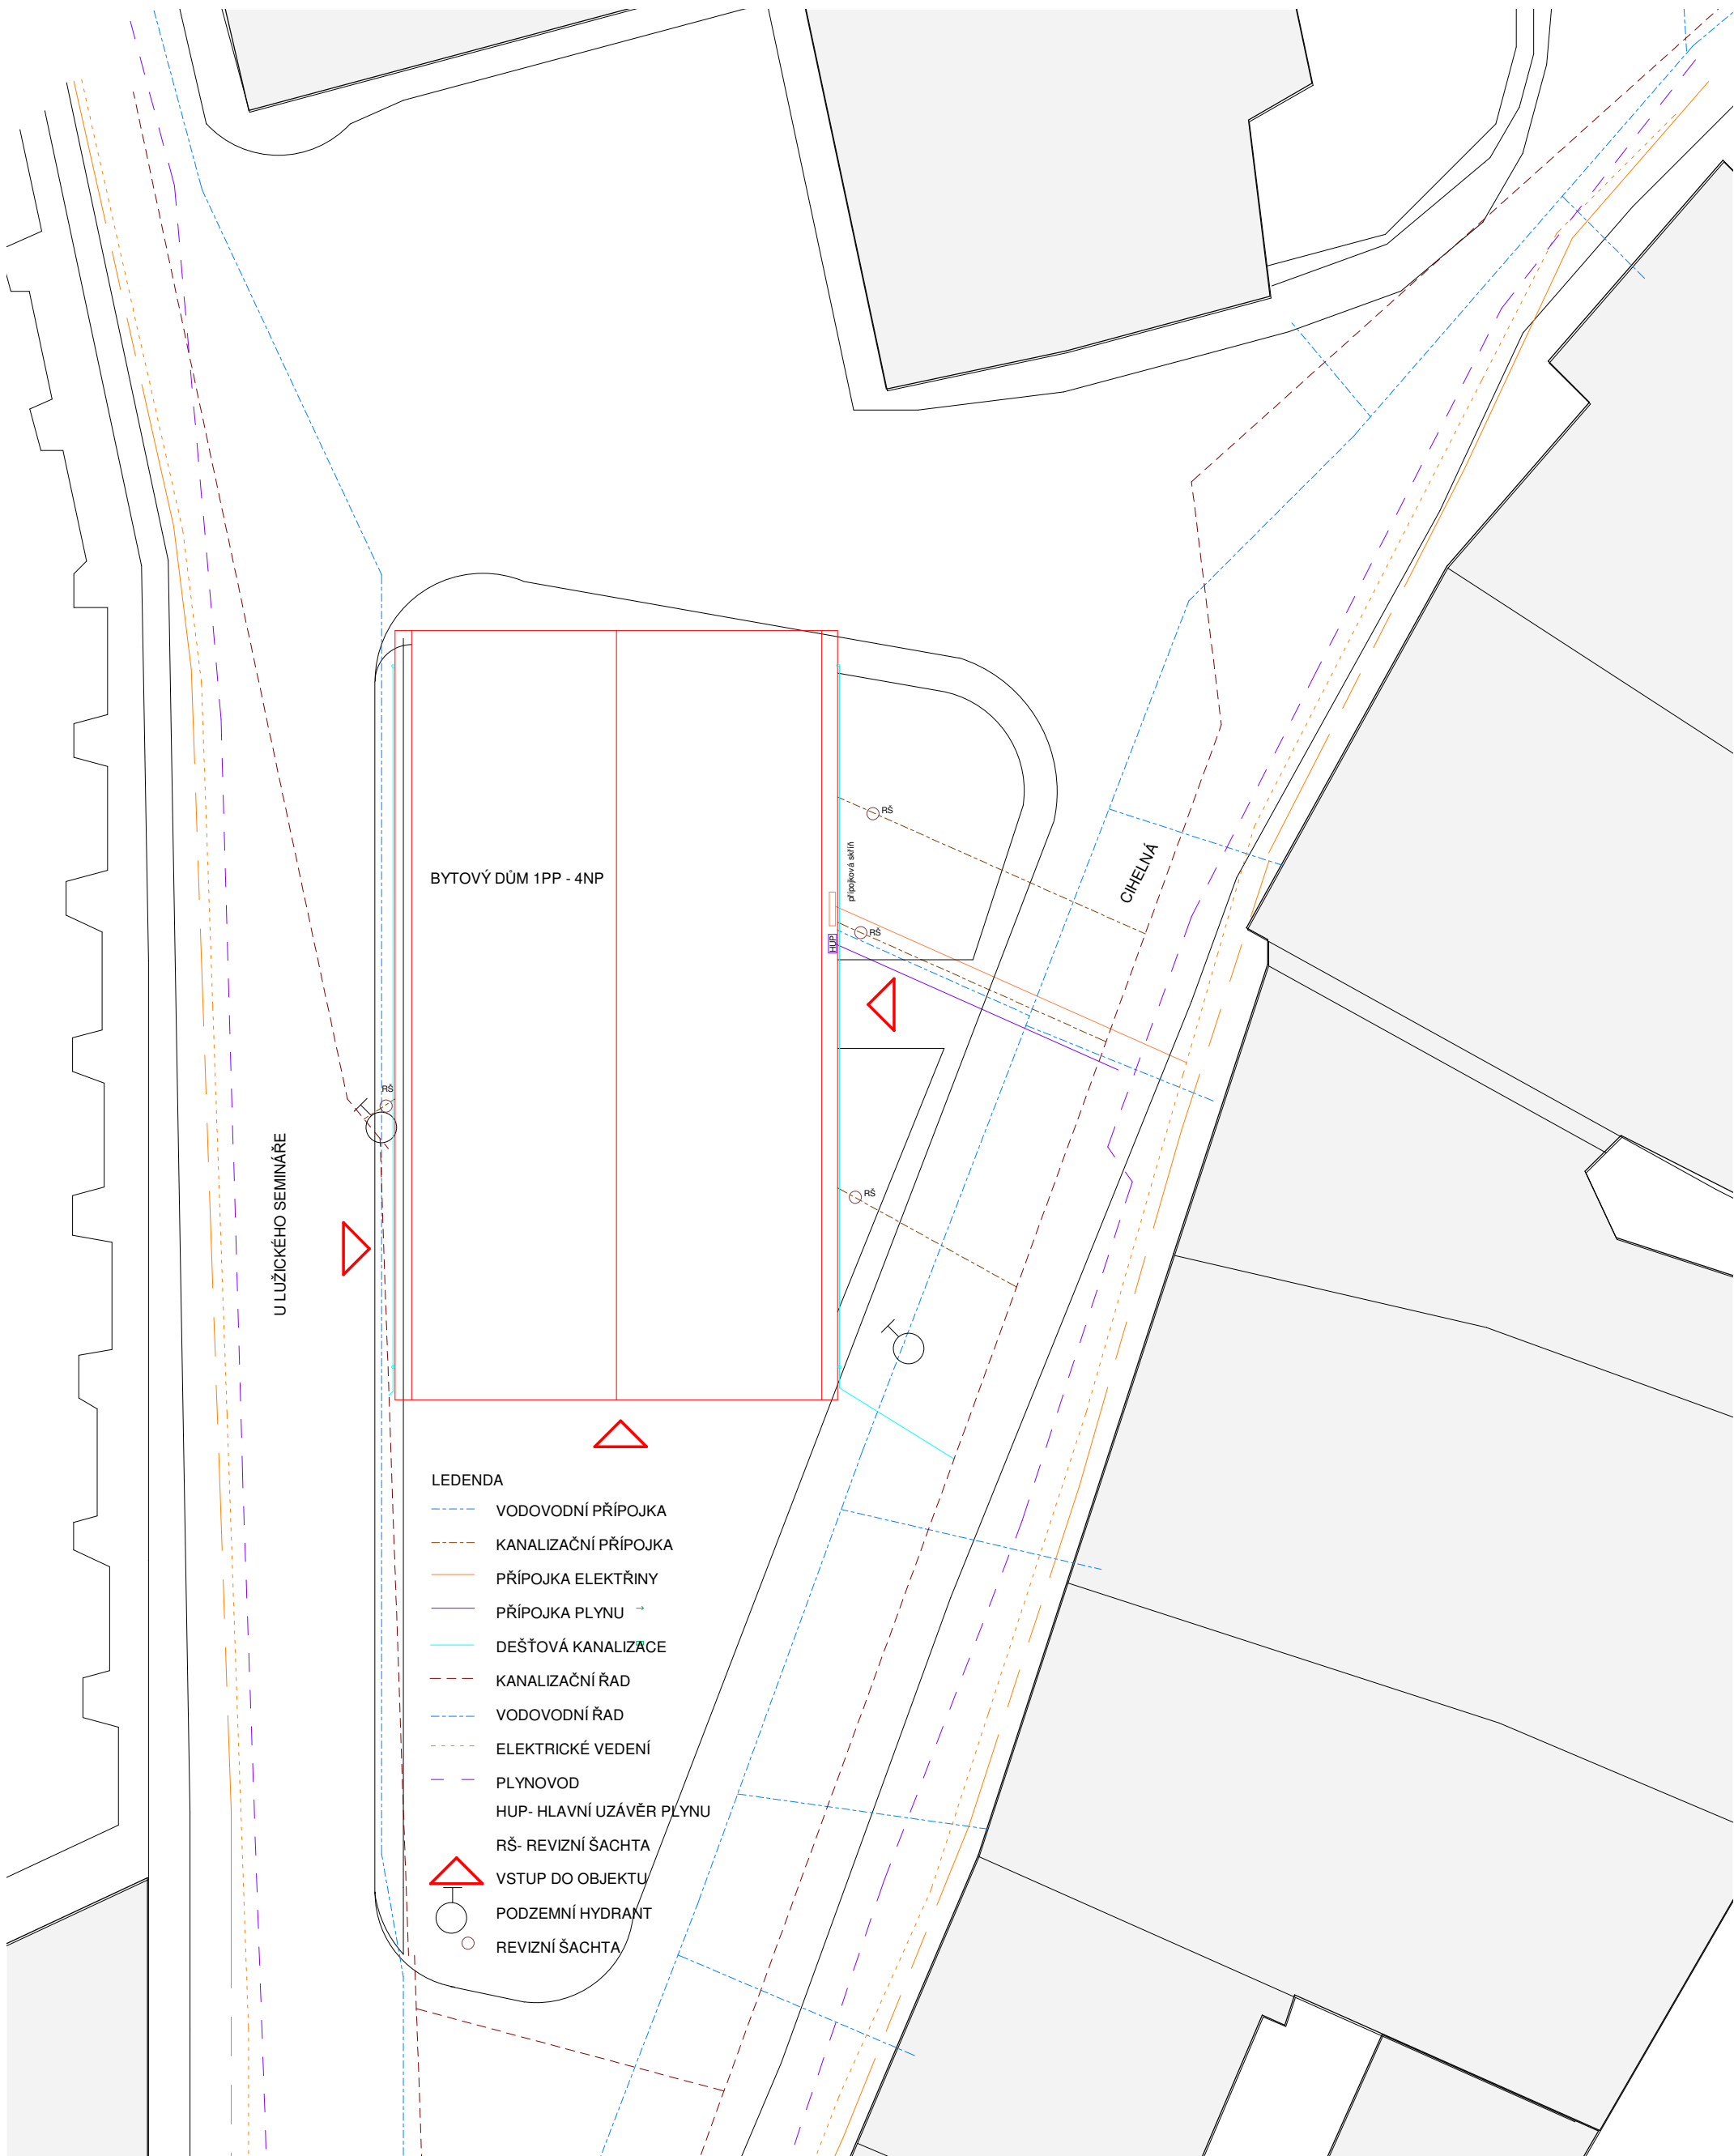 RŠ
přípojková skříň
CIHELNÁ
BYTOVÝ DŮM 1PP - 4NP
RŠ
HUP
RŠ
U LUŽICKÉHO SEMINÁŘE
RŠ
LEDENDA
VODOVODNÍ PŘÍPOJKA
KANALIZAČNÍ PŘÍPOJKA
PŘÍPOJKA ELEKTŘINY
PŘÍPOJKA PLYNU
DEŠŤOVÁ KANALIZACE
KANALIZAČNÍ ŘAD
VODOVODNÍ ŘAD
ELEKTRICKÉ VEDENÍ
PLYNOVOD
HUP- HLAVNÍ UZÁVĚR PLYNU
RŠ- REVIZNÍ ŠACHTA
VSTUP DO OBJEKTU
PODZEMNÍ HYDRANT
REVIZNÍ ŠACHTA